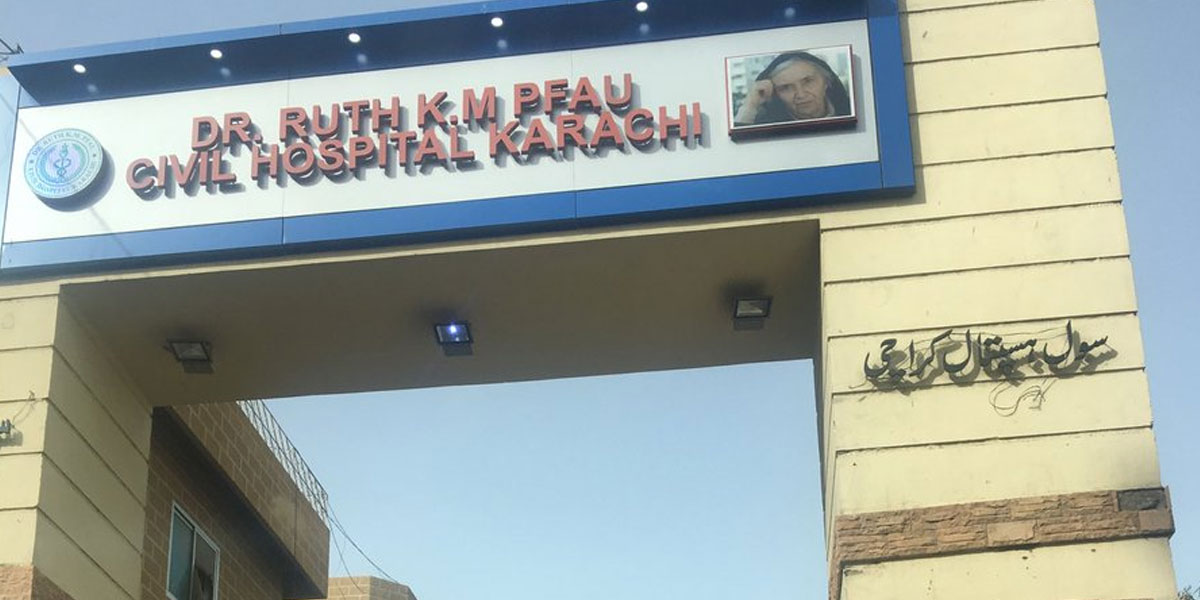 DR. RUTH K.M PFAU
CIVIL HOSPITAL KARACHI
سول ہسپتال کراچی